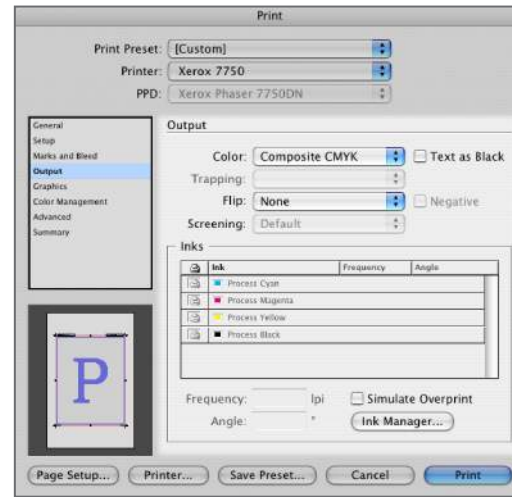 Print
Print Preset: [Custom]
Printer: Xerox 7750
PPD: Xerox Phaser 7750DN
General
Setup
Marks and Bleed
Output
Graphics
Color Management
Advanced
Summary
Output
Color: Composite CMYK Text as Black
Trapping:
Flip: None Negative
Screening: Default
Inks
Ink Frequency Angle
Process Cyan
Process Magenta
Process Yellow
Process Black
P
Frequency: lpi Simulate Overprint
Angle: ° Ink Manager...
Page Setup... Printer... Save Preset... Cancel Print